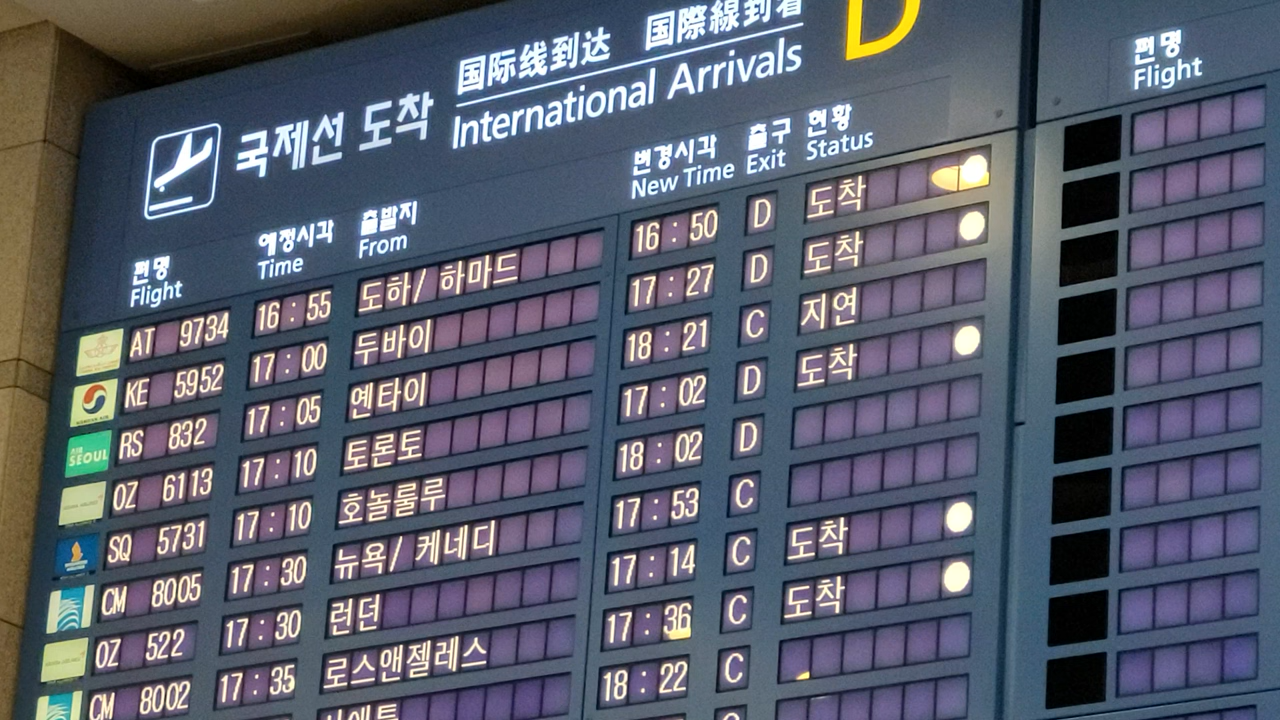 国际线到达 国際線到着
국제선 도착 International Arrivals D
편명 예정시각 출발지 변경시각 출구 현황
Flight Time From New Time Exit Status
AT 9734 16:55 도하/ 하마드 16:50 D 도착
KE 5952 17:00 두바이 17:27 D 도착
RS 832 17:05 옌타이 18:21 C 지연
OZ 6113 17:10 토론토 17:02 D 도착
SQ 5731 17:10 호놀룰루 18:02 D
CM 8005 17:30 뉴욕/ 케네디 17:53 C
OZ 522 17:30 런던 17:14 C 도착
CM 8002 17:35 로스앤젤레스 17:36 C 도착
18:22 C
AIR SEOUL
편명
Flight